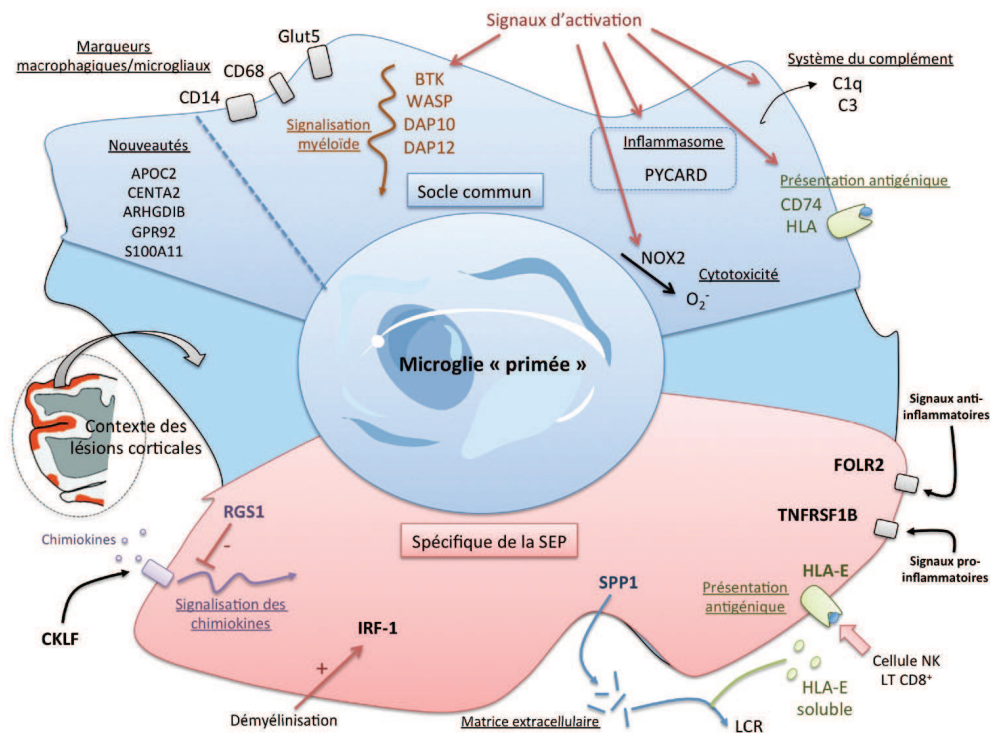 Signaux d'activation
Marqueurs
macrophagiques/microgliaux
Glut5
CD68
CD14
Système du complément
C1q
C3
BTK
WASP
DAP10
DAP12
Signalisation
myéloïde
Nouveautés
APOC2
CENTA2
ARHGDIB
GPR92
S100A11
Inflammasome
PYCARD
Socle commun
Présentation antigénique
CD74
HLA
NOX2
Cytotoxicité
O₂⁻
Microglie « primée »
Contexte des
lésions corticales
Signaux anti-
inflammatoires
FOLR2
TNFRSF1B
Signaux pro-
inflammatoires
RGS1
-
Spécifique de la SEP
Chimiokines
Signalisation des
chimiokines
CKLF
SPP1
HLA-E
Présentation
antigénique
IRF-1
+
Démyélinisation
Cellule NK
LT CD8⁺
HLA-E
soluble
Matrice extracellulaire
LCR